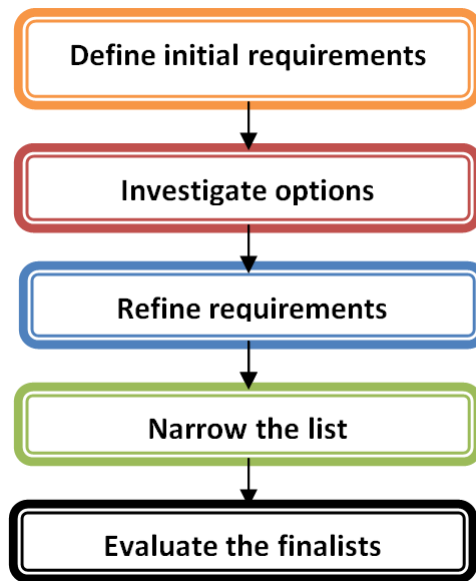 Define initial requirements
Investigate options
Refine requirements
Narrow the list
Evaluate the finalists